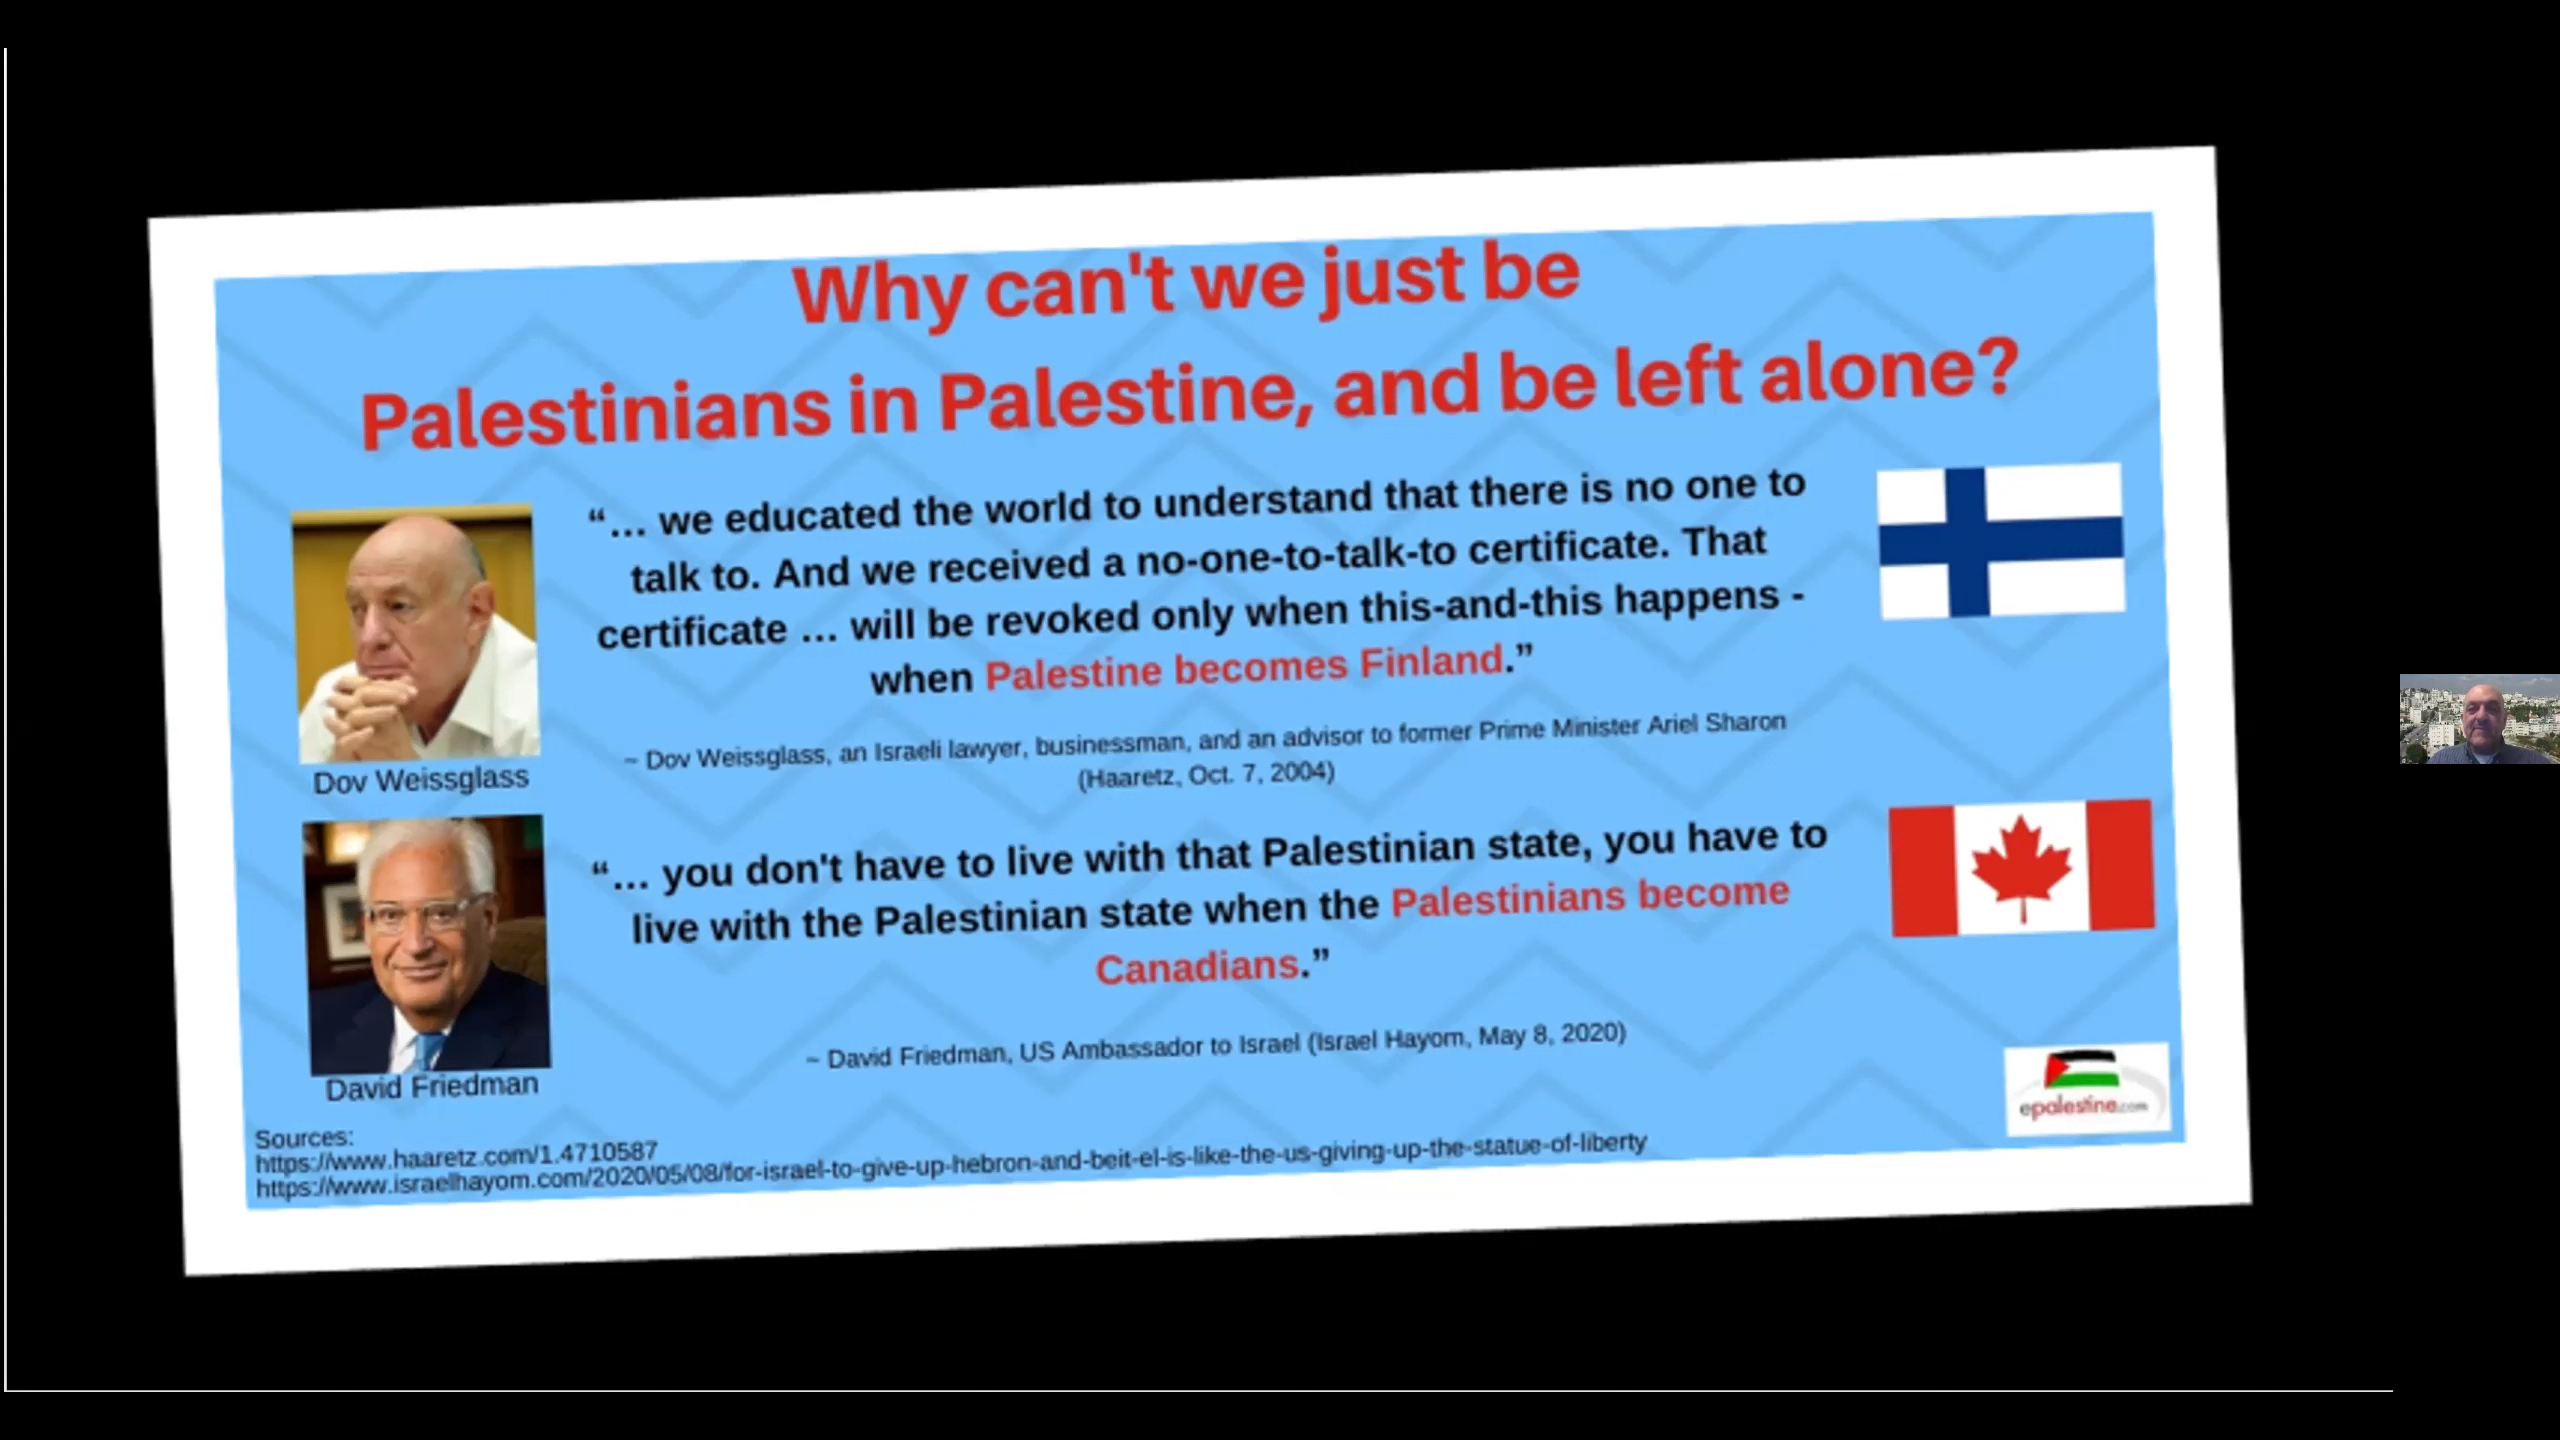 Why can't we just be
Palestinians in Palestine, and be left alone?
“… we educated the world to understand that there is no one to
talk to. And we received a no-one-to-talk-to certificate. That
certificate … will be revoked only when this-and-this happens -
when Palestine becomes Finland.”
~ Dov Weissglass, an Israeli lawyer, businessman, and an advisor to former Prime Minister Ariel Sharon
(Haaretz, Oct. 7, 2004)
Dov Weissglass
“… you don't have to live with that Palestinian state, you have to
live with the Palestinian state when the Palestinians become
Canadians.”
~ David Friedman, US Ambassador to Israel (Israel Hayom, May 8, 2020)
David Friedman
epalestine.com
Sources:
https://www.haaretz.com/1.4710587
https://www.israelhayom.com/2020/05/08/for-israel-to-give-up-hebron-and-beit-el-is-like-the-us-giving-up-the-statue-of-liberty